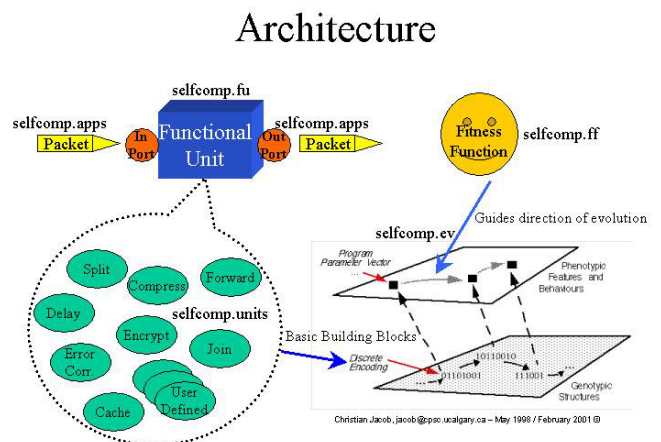 Architecture
selfcomp.fu
selfcomp.apps
selfcomp.apps
Packet
In
Port
Functional
Unit
Out
Port
Packet
Fitness
Function
selfcomp.ff
Guides direction of evolution
selfcomp.ev
Program
Parameter Vector
...
Phenotypic
Features and
Behaviours
Split
Compress
Forward
Delay
selfcomp.units
Encrypt
Error
Corr.
Join
User
Defined
Cache
Basic Building Blocks
Discrete
Encoding
01101001
10110010
111001
...
...
Genotypic
Structures
Christian Jacob, jacob@cpsc.ucalgary.ca – May 1998 / February 2001 ©